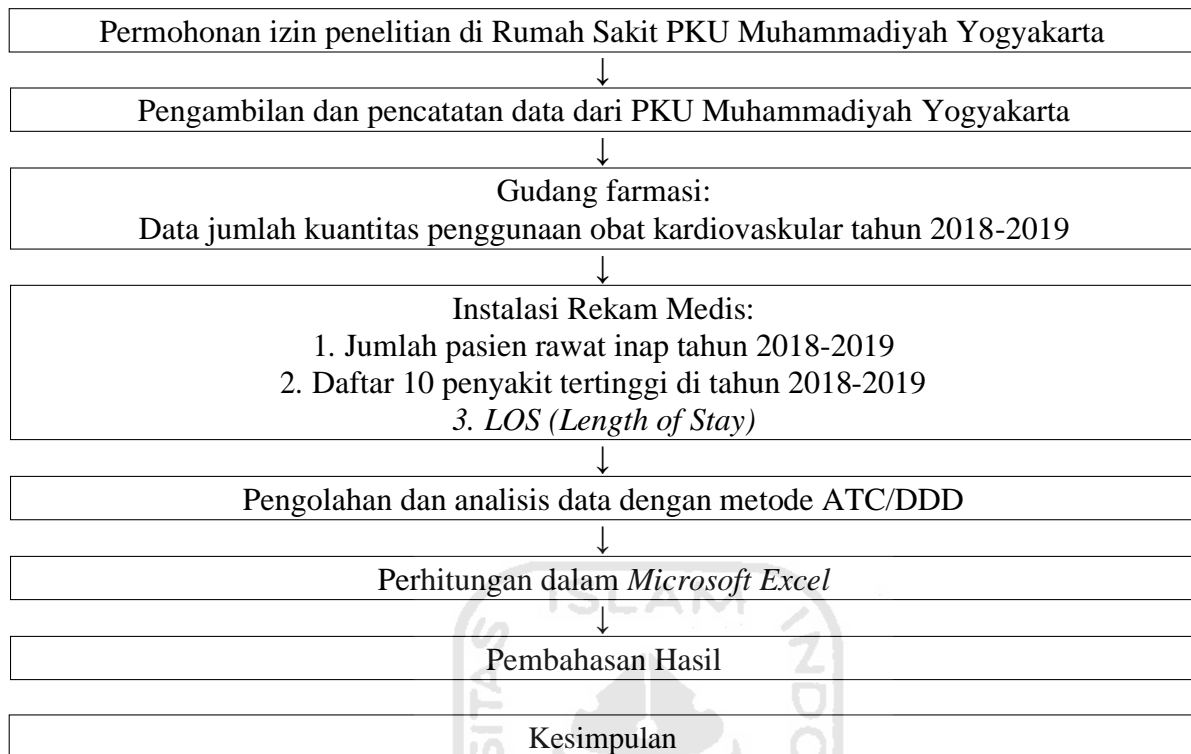 Permohonan izin penelitian di Rumah Sakit PKU Muhammadiyah Yogyakarta
↓
Pengambilan dan pencatatan data dari PKU Muhammadiyah Yogyakarta
↓
Gudang farmasi:
Data jumlah kuantitas penggunaan obat kardiovaskular tahun 2018-2019
↓
Instalasi Rekam Medis:
1. Jumlah pasien rawat inap tahun 2018-2019
2. Daftar 10 penyakit tertinggi di tahun 2018-2019
3. LOS (Length of Stay)
↓
Pengolahan dan analisis data dengan metode ATC/DDD
↓
Perhitungan dalam Microsoft Excel
↓
Pembahasan Hasil
Kesimpulan
ISLAM